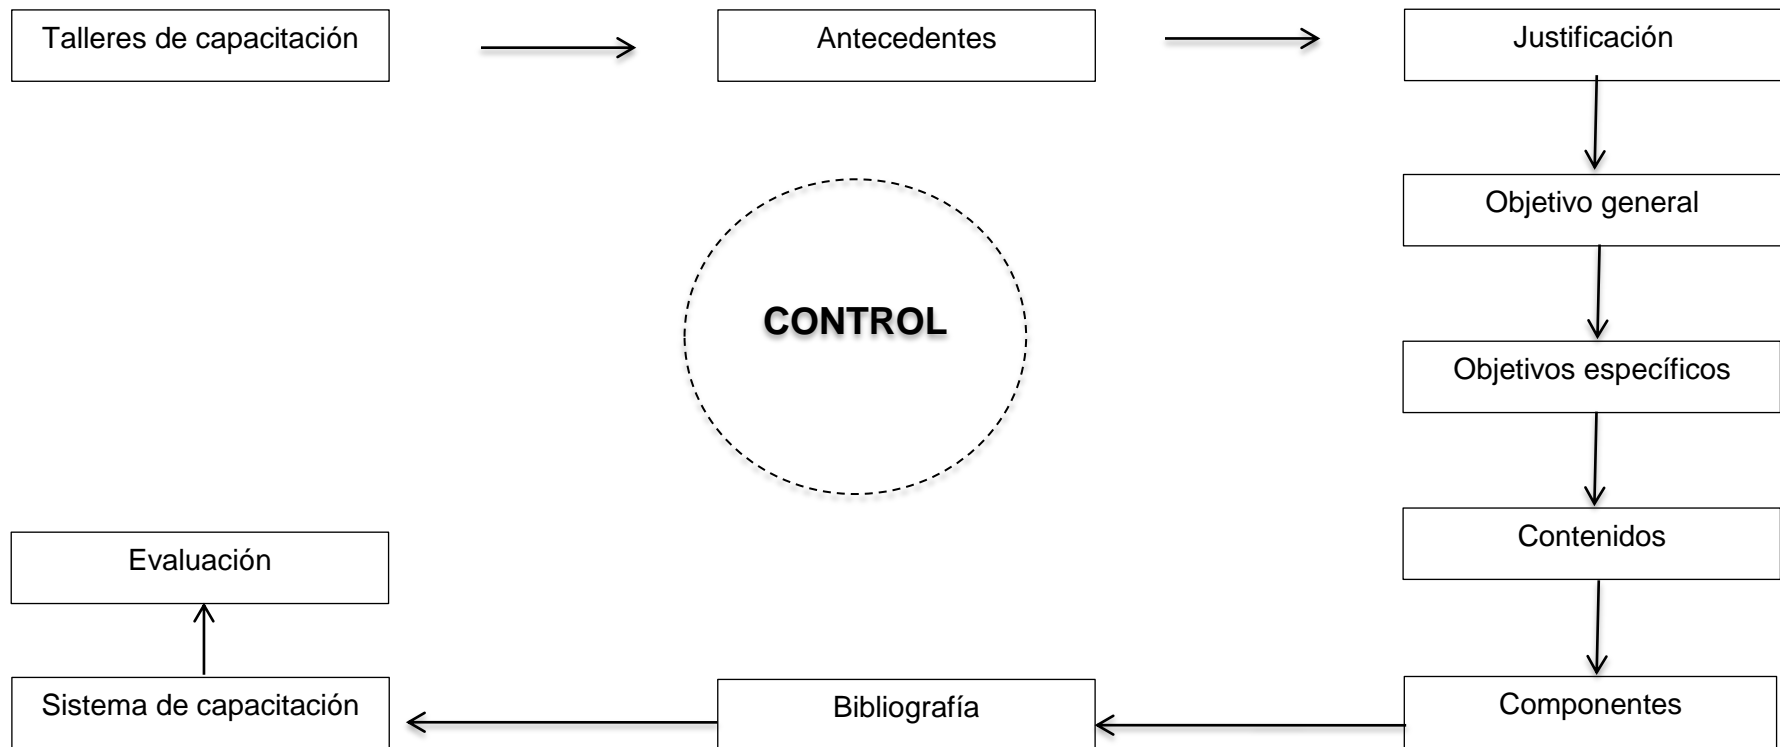 Talleres de capacitación
Antecedentes
Justificación
Objetivo general
CONTROL
Objetivos específicos
Contenidos
Evaluación
Componentes
Bibliografía
Sistema de capacitación